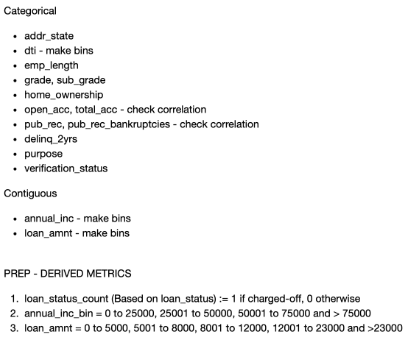 Categorical
• addr_state
• dti - make bins
• emp_length
• grade, sub_grade
• home_ownership
• open_acc, total_acc - check correlation
• pub_rec, pub_rec_bankruptcies - check correlation
• delinq_2yrs
• purpose
• verification_status
Contiguous
• annual_inc - make bins
• loan_amnt - make bins
PREP - DERIVED METRICS
1. loan_status_count (Based on loan_status) := 1 if charged-off, 0 otherwise
2. annual_inc_bin = 0 to 25000, 25001 to 50000, 50001 to 75000 and > 75000
3. loan_amnt = 0 to 5000, 5001 to 8000, 8001 to 12000, 12001 to 23000 and >23000